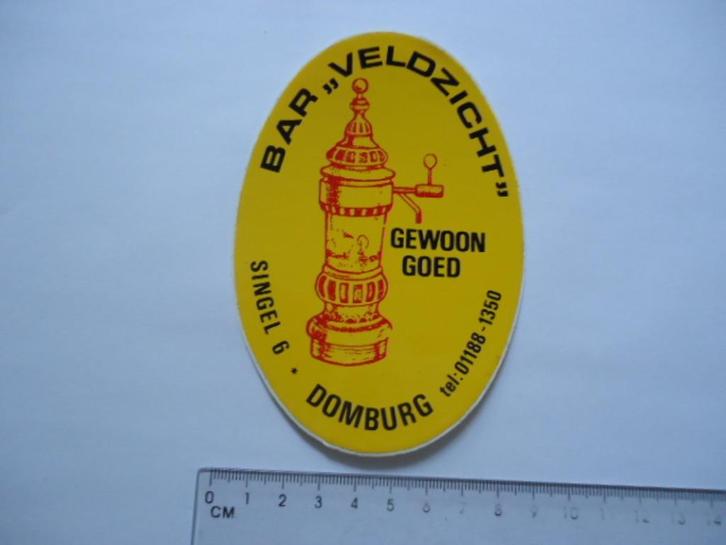 BAR „VELDZICHT”
GEWOON
GOED
SINGEL 6 * DOMBURG tel: 01188-1350
0 1 2 3 4 5 6 7 8 9 10 11 12 13 14
CM